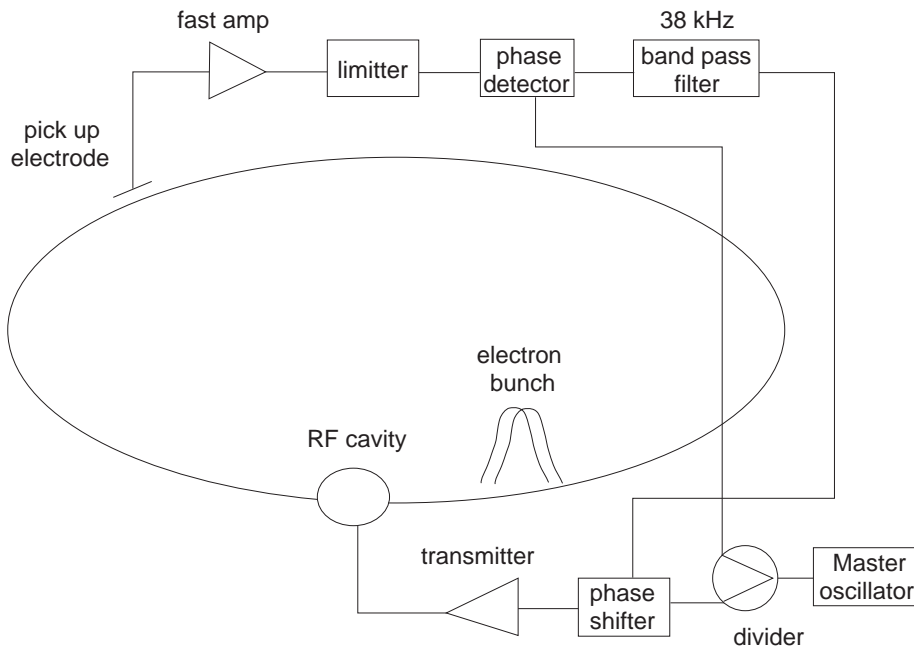 fast amp
38 kHz
limitter
phase
detector
band pass
filter
pick up
electrode
electron
bunch
RF cavity
transmitter
phase
shifter
Master
oscillator
divider